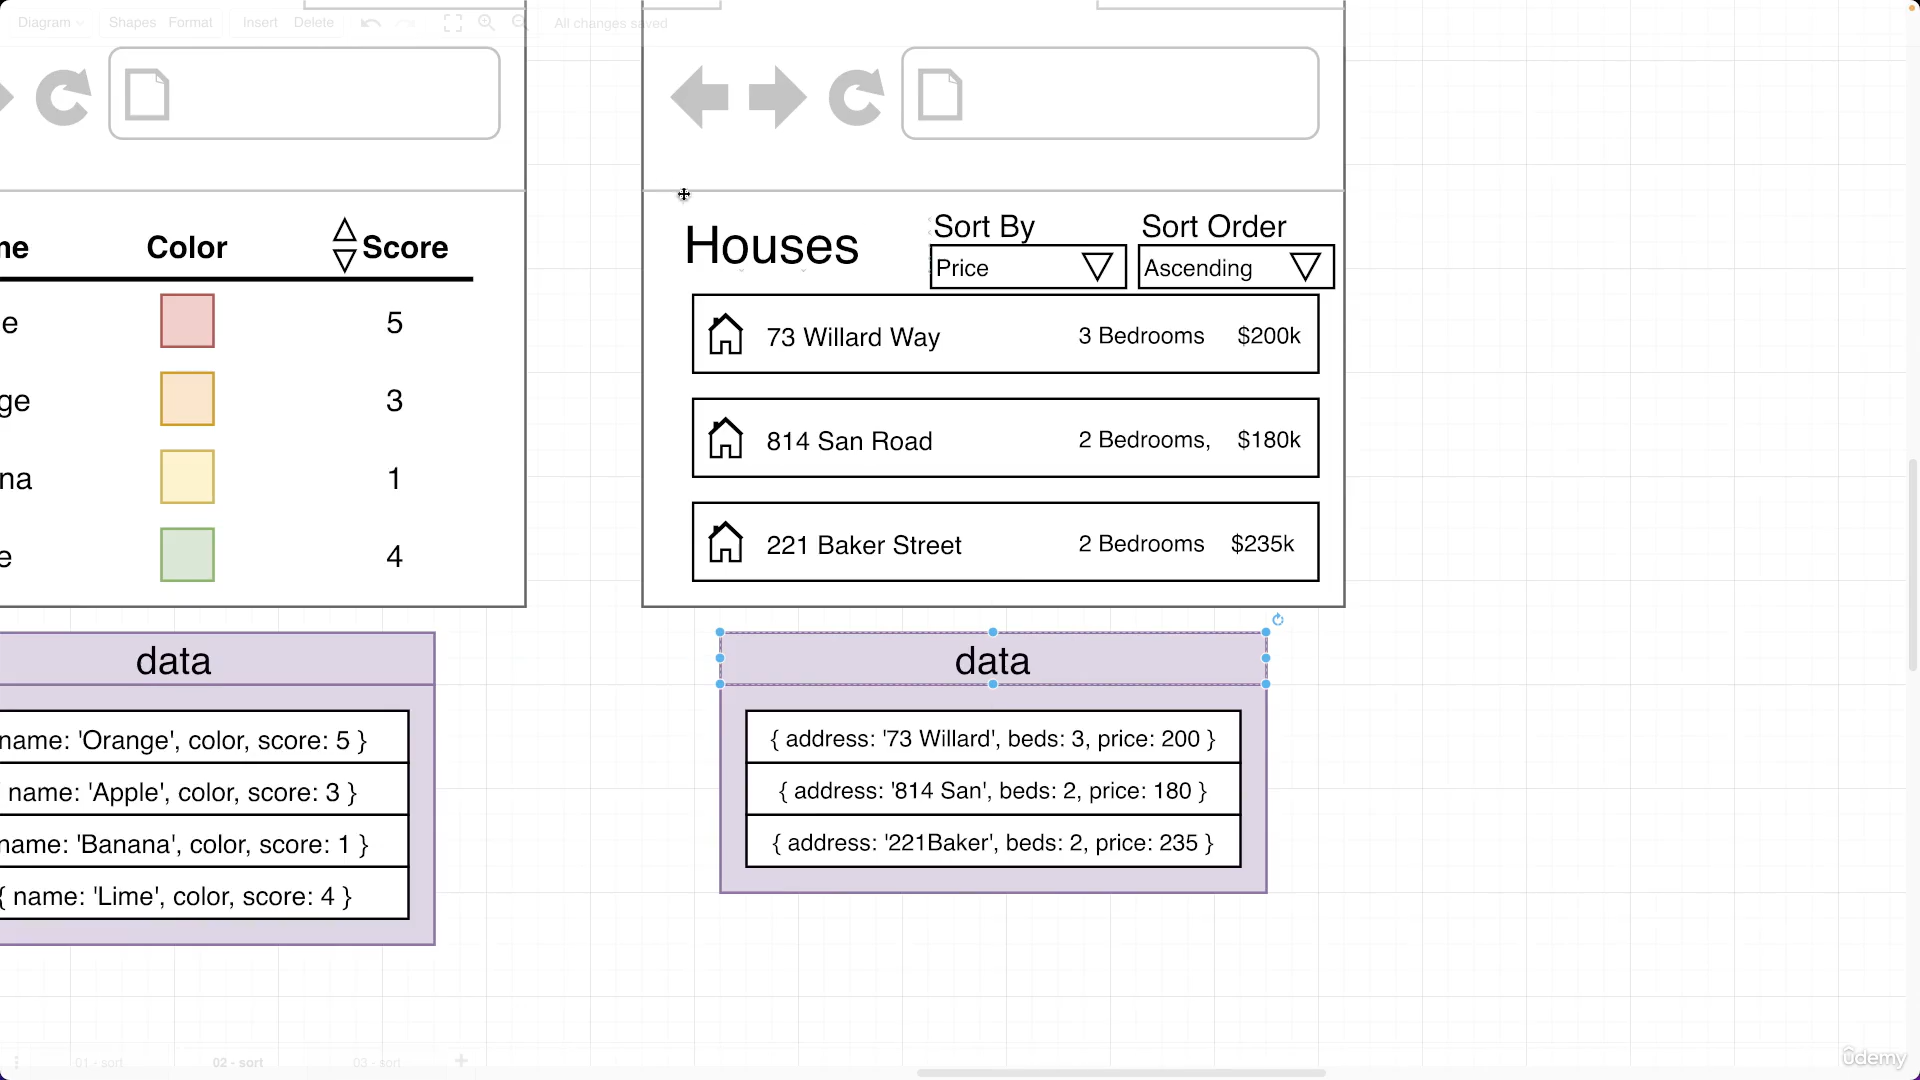 Diagram
Shapes
Format
Insert
Delete
All changes saved
me
Color
Score
e
5
ge
3
na
1
e
4
data
name: 'Orange', color, score: 5 }
{ name: 'Apple', color, score: 3 }
name: 'Banana', color, score: 1 }
{ name: 'Lime', color, score: 4 }
Houses
Sort By
Sort Order
Price
Ascending
73 Willard Way
3 Bedrooms
$200k
814 San Road
2 Bedrooms,
$180k
221 Baker Street
2 Bedrooms
$235k
data
{ address: '73 Willard', beds: 3, price: 200 }
{ address: '814 San', beds: 2, price: 180 }
{ address: '221Baker', beds: 2, price: 235 }
01 - sort
02 - sort
03 - sort
ûdemy